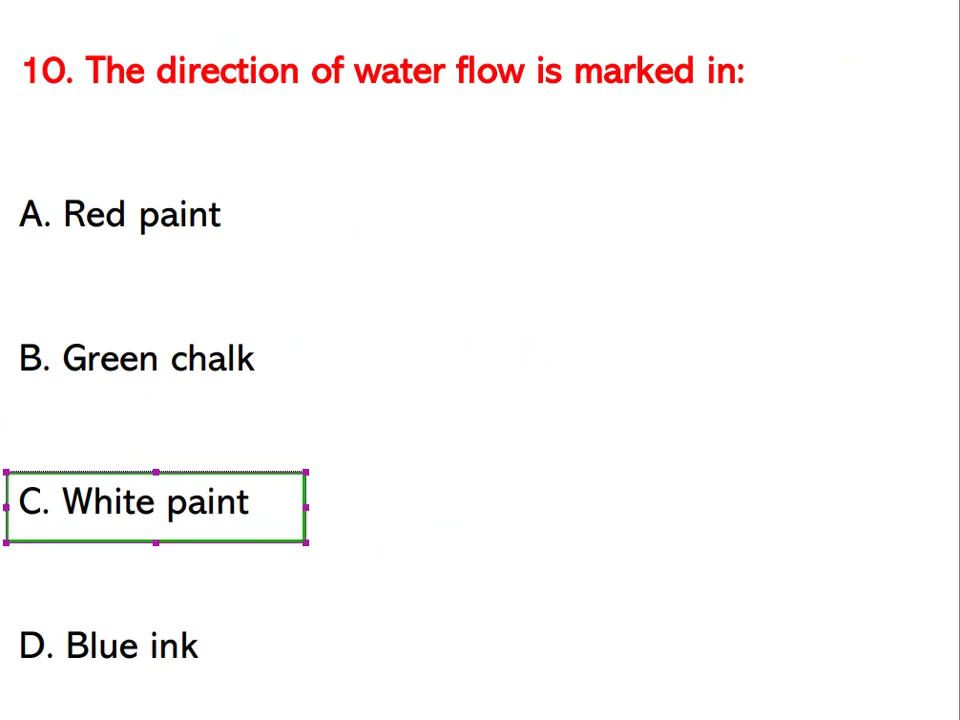 10. The direction of water flow is marked in:
A. Red paint
B. Green chalk
C. White paint
D. Blue ink